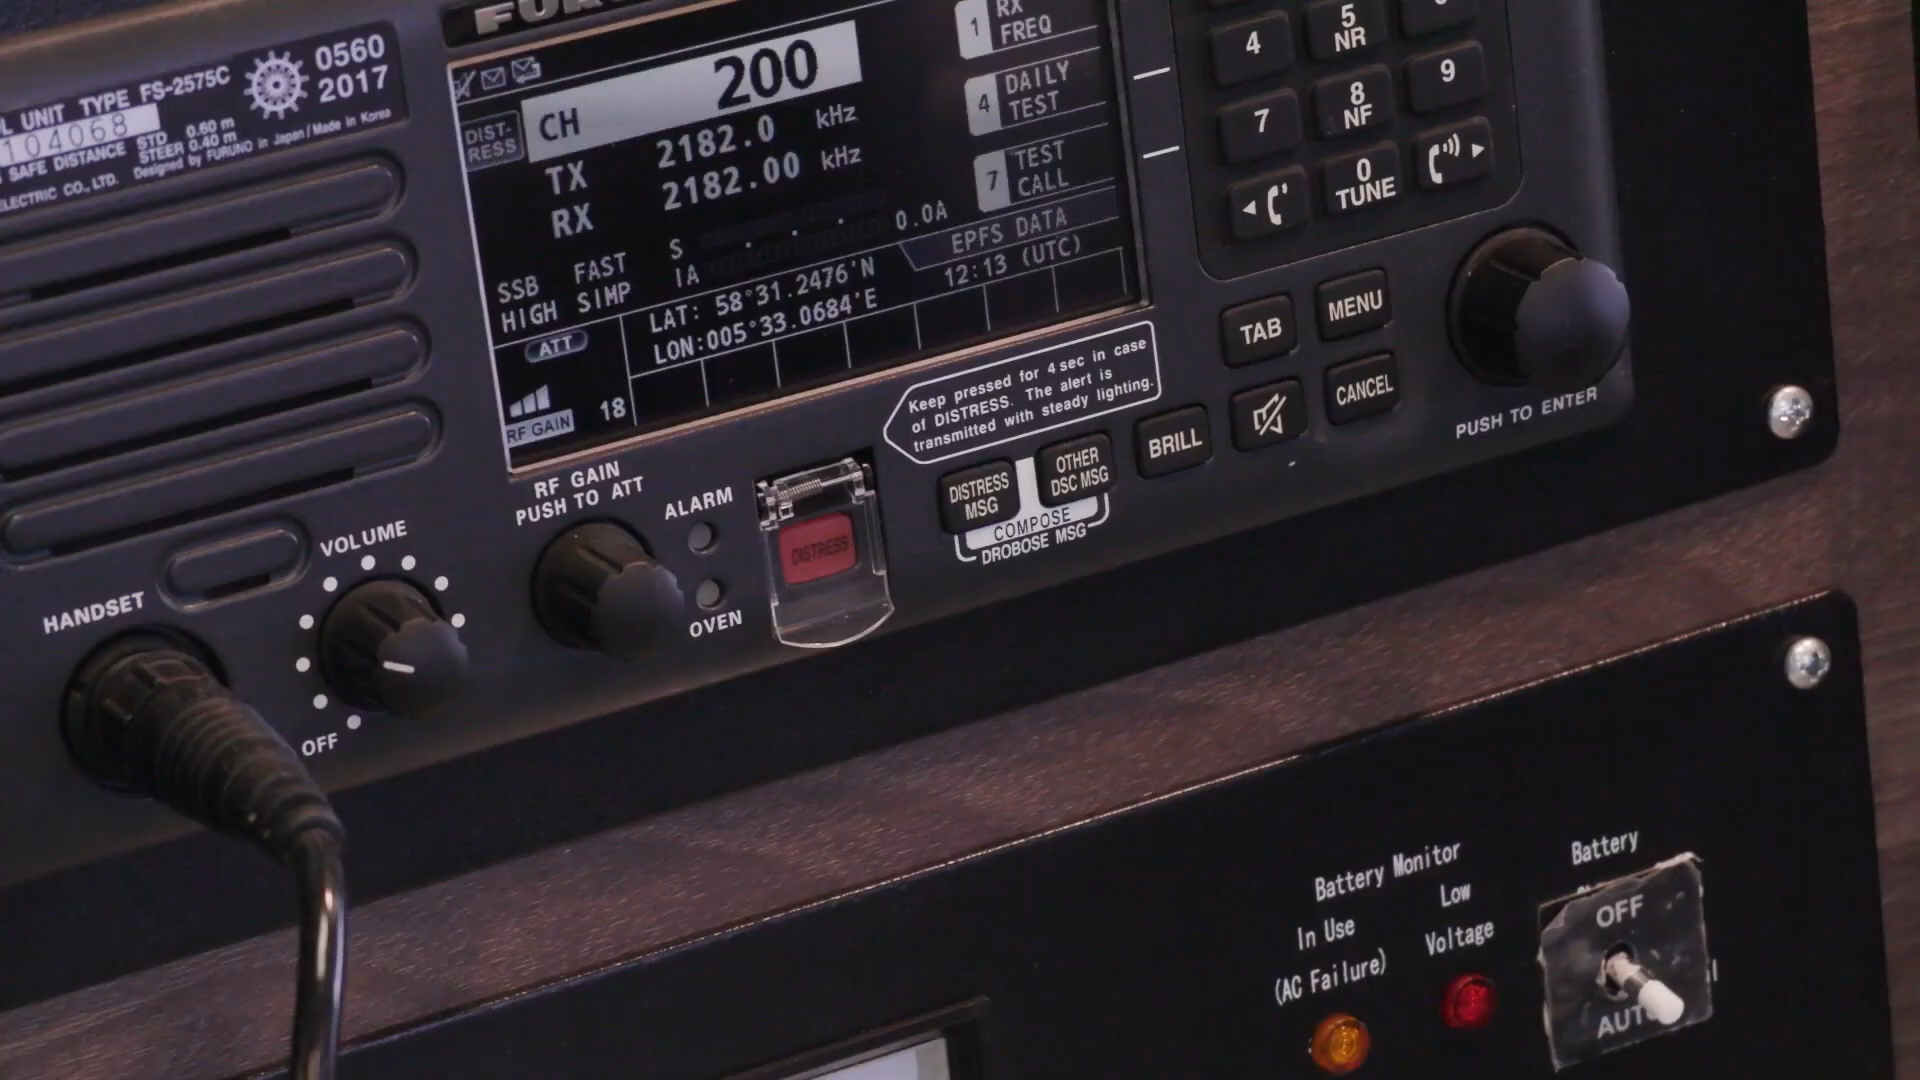 L UNIT TYPE FS-2575C
104068
0560
2017
SAFE DISTANCE STD 0.60 m
STEER 0.40 m
Designed by FURUNO in Japan/Made in Korea
ELECTRIC CO., LTD.
DIST-
RESS
CH 200
TX 2182.0 kHz
RX 2182.00 kHz
S
IA 0.0A
SSB FAST
HIGH SIMP
ATT
RF GAIN 18
LAT: 58°31.2476'N
LON:005°33.0684'E
EPFS DATA
12:13 (UTC)
1 RX
FREQ
4 DAILY
TEST
7 TEST
CALL
4
5
NR
7
8
NF
9
0
TUNE
TAB
MENU
CANCEL
BRILL
PUSH TO ENTER
Keep pressed for 4 sec in case
of DISTRESS. The alert is
transmitted with steady lighting.
DISTRESS
MSG
OTHER
DSC MSG
COMPOSE
DROBOSE MSG
DISTRESS
ALARM
OVEN
RF GAIN
PUSH TO ATT
VOLUME
OFF
HANDSET
Battery Monitor
In Use
(AC Failure)
Low
Voltage
Battery
OFF
AUTO